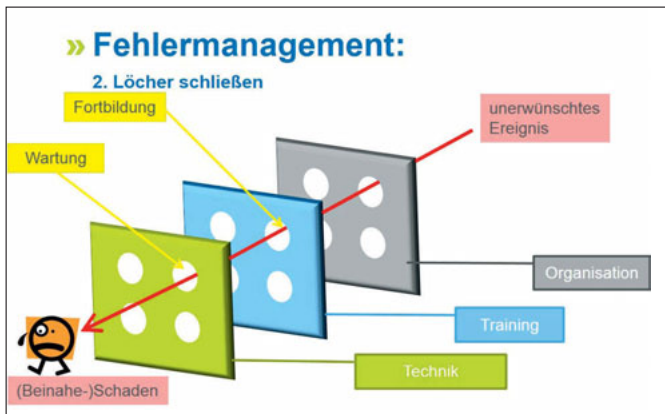 » Fehlermanagement:
2. Löcher schließen
Fortbildung
unerwünschtes
Ereignis
Wartung
Organisation
Training
Technik
(Beinahe-)Schaden